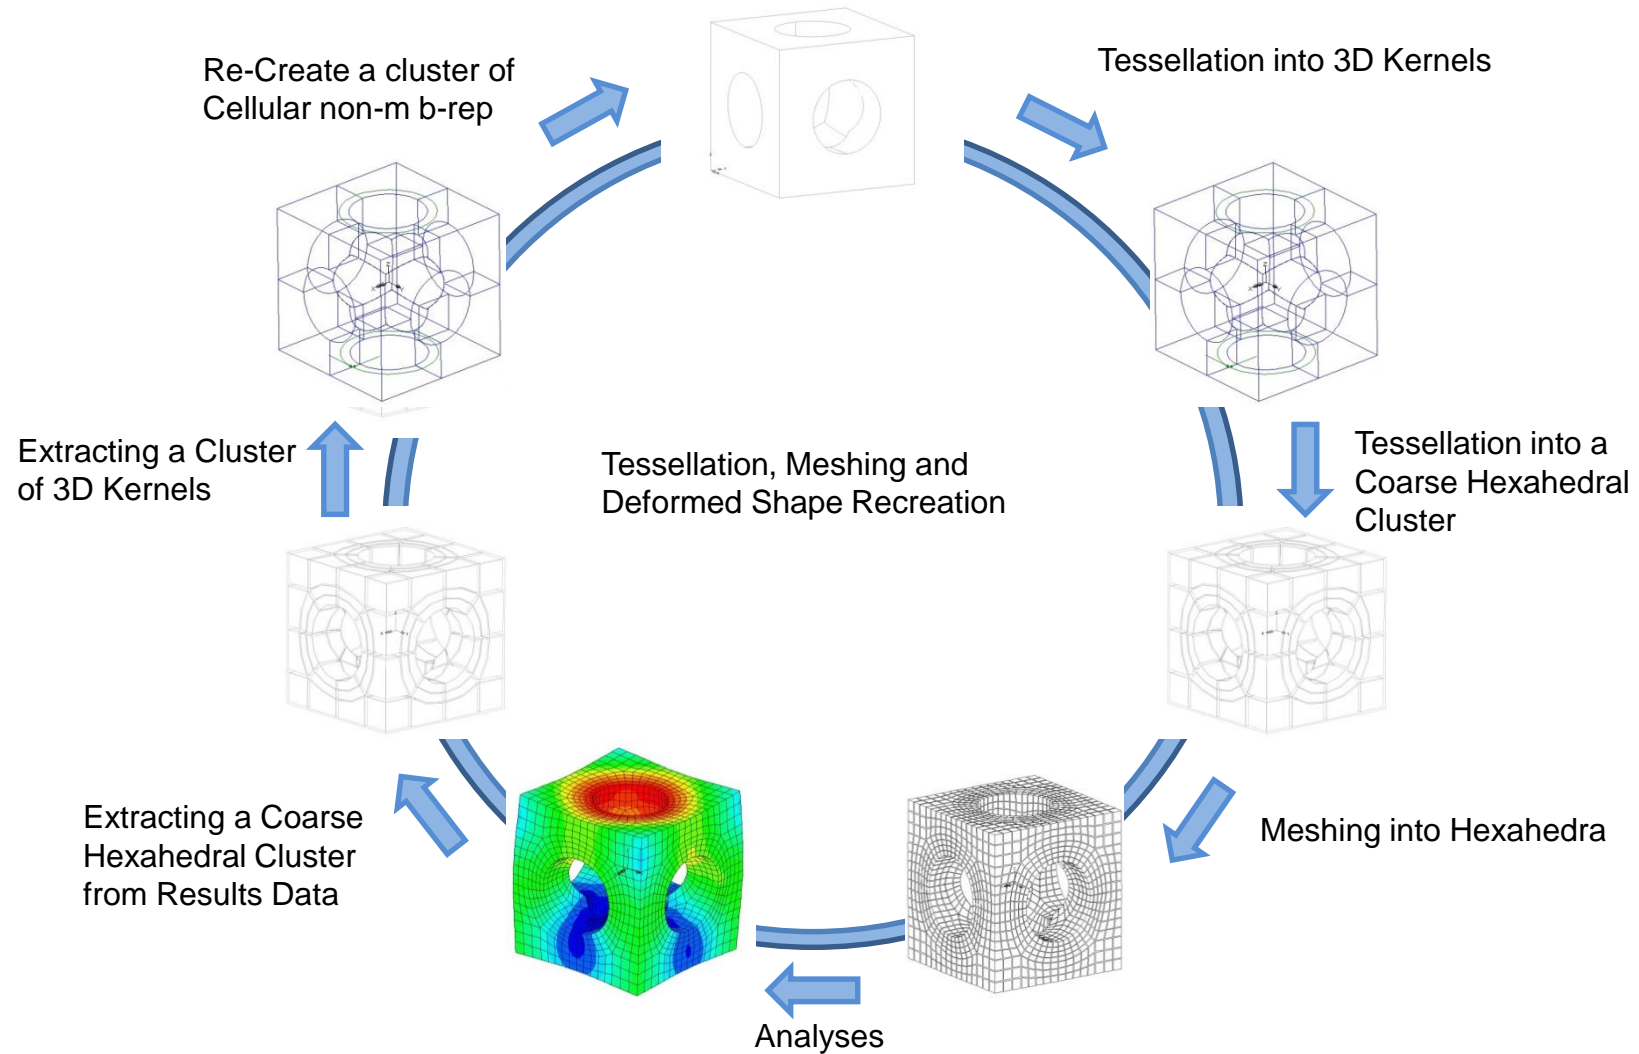 Re-Create a cluster of
Cellular non-m b-rep
Tessellation into 3D Kernels
Extracting a Cluster
of 3D Kernels
Tessellation, Meshing and
Deformed Shape Recreation
Tessellation into a
Coarse Hexahedral
Cluster
Extracting a Coarse
Hexahedral Cluster
from Results Data
Meshing into Hexahedra
Analyses